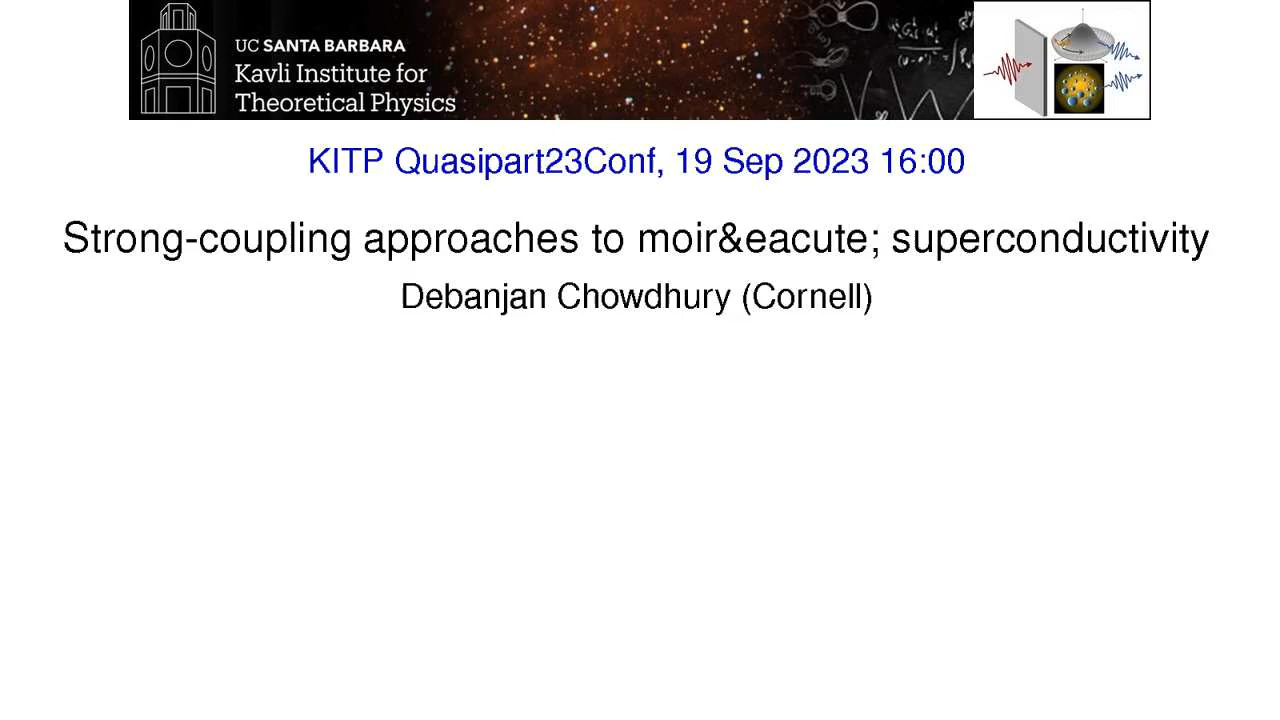 UC SANTA BARBARA
Kavli Institute for
Theoretical Physics
KITP Quasipart23Conf, 19 Sep 2023 16:00
Strong-coupling approaches to moir&eacute; superconductivity
Debanjan Chowdhury (Cornell)